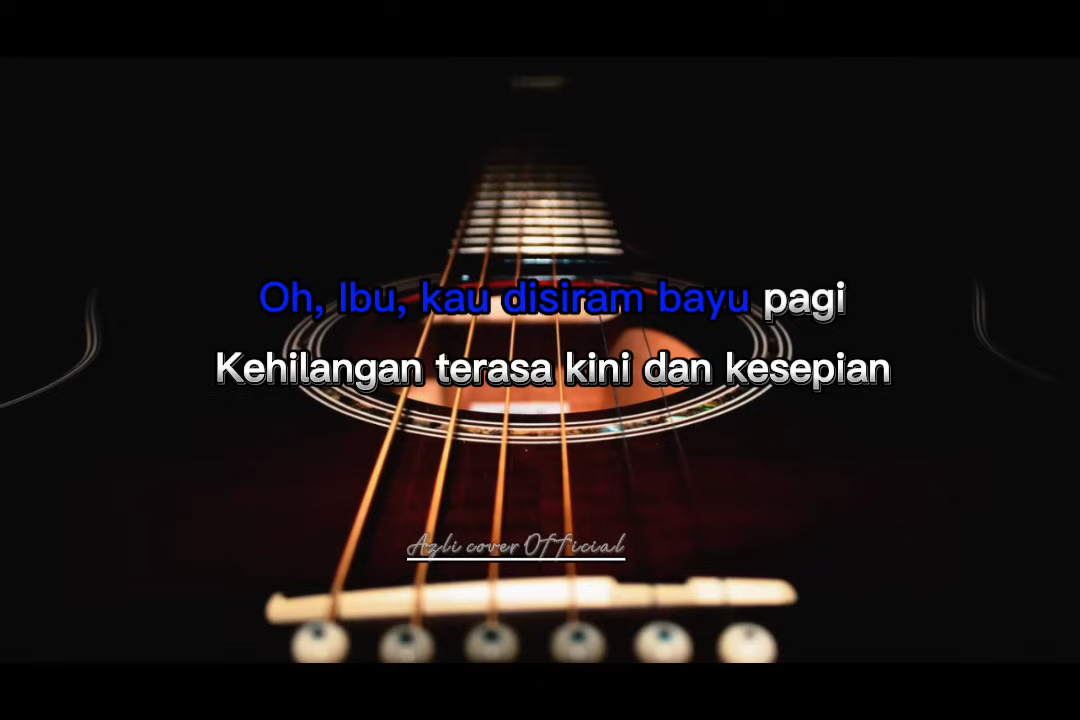 Oh, Ibu, kau disiram bayu pagi
Kehilangan terasa kini dan kesepian
Azli cover Official